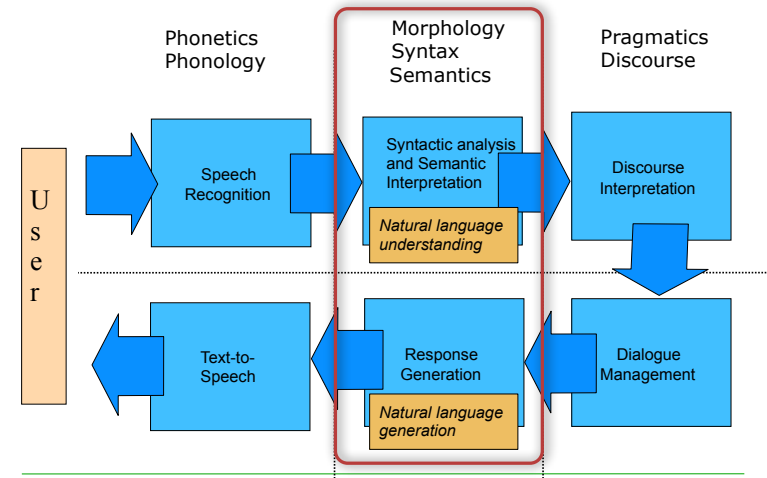 Phonetics
Phonology
Morphology
Syntax
Semantics
Pragmatics
Discourse
User
Speech
Recognition
Syntactic analysis
and Semantic
Interpretation
Natural language
understanding
Discourse
Interpretation
Text-to-
Speech
Response
Generation
Natural language
generation
Dialogue
Management